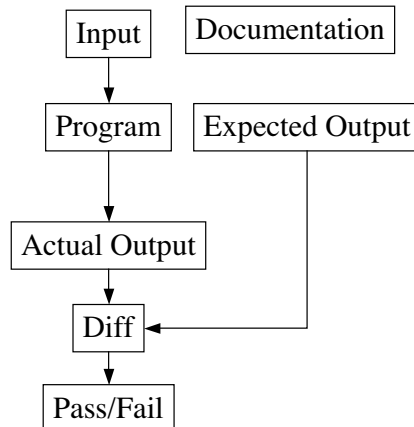 Input
Documentation
Program
Expected Output
Actual Output
Diff
Pass/Fail